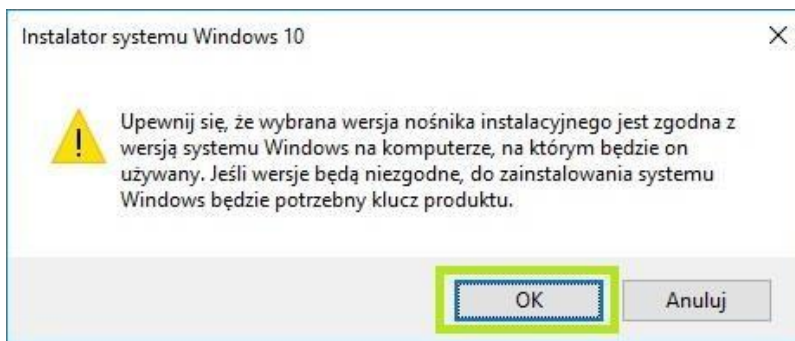 Instalator systemu Windows 10
Upewnij się, że wybrana wersja nośnika instalacyjnego jest zgodna z
wersją systemu Windows na komputerze, na którym będzie on
używany. Jeśli wersje będą niezgodne, do zainstalowania systemu
Windows będzie potrzebny klucz produktu.
OK
Anuluj